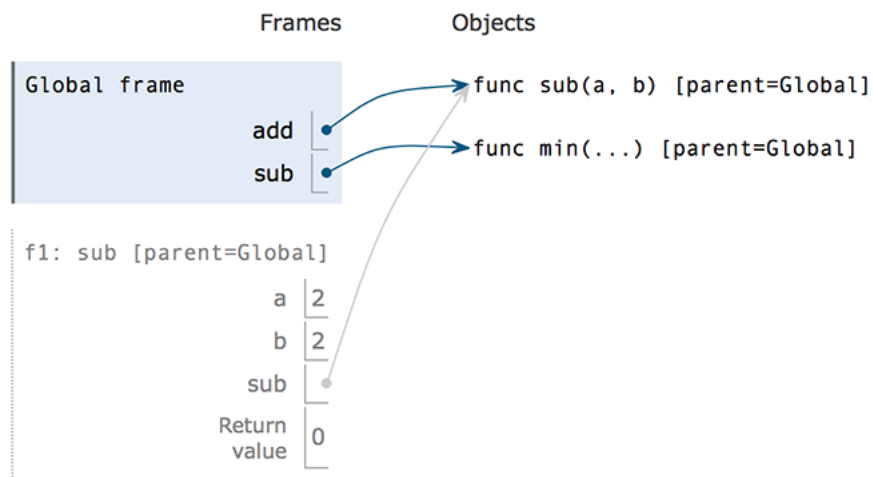 Frames Objects
Global frame
func sub(a, b) [parent=Global]
add
func min(...) [parent=Global]
sub
f1: sub [parent=Global]
a 2
b 2
sub
Return
value 0